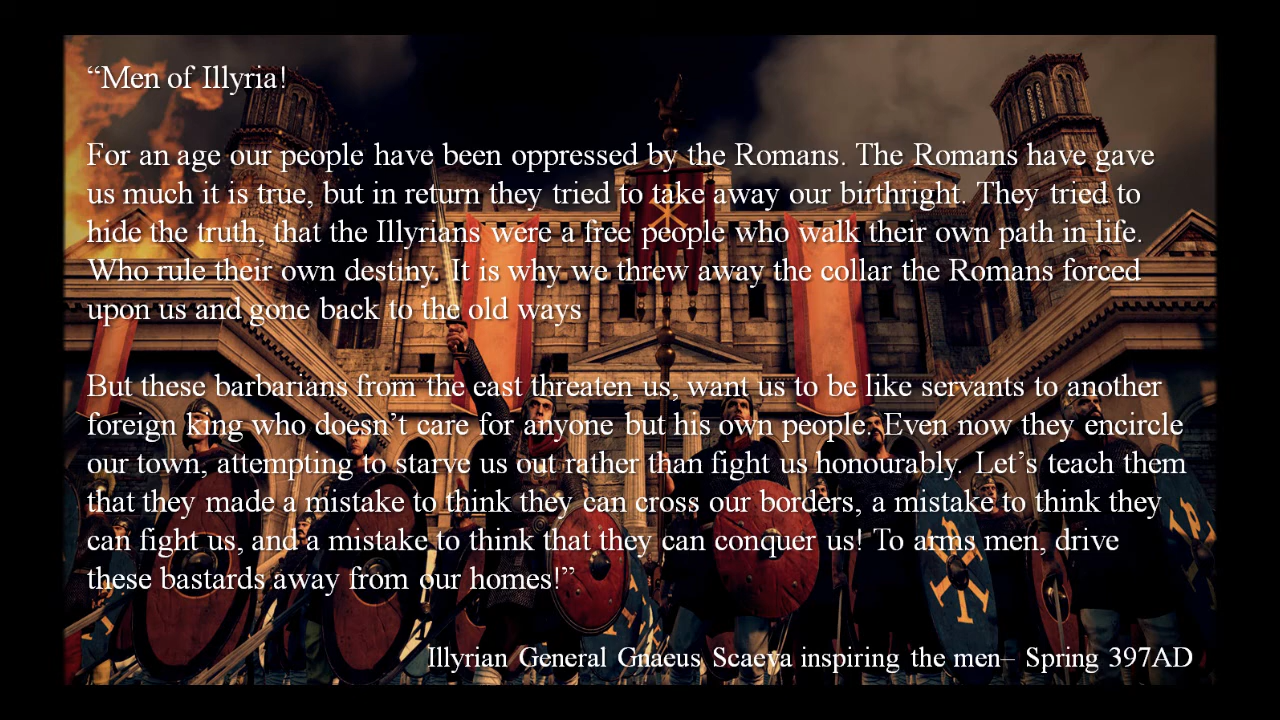 “Men of Illyria!
For an age our people have been oppressed by the Romans. The Romans have gave
us much it is true, but in return they tried to take away our birthright. They tried to
hide the truth, that the Illyrians were a free people who walk their own path in life.
Who rule their own destiny. It is why we threw away the collar the Romans forced
upon us and gone back to the old ways
But these barbarians from the east threaten us, want us to be like servants to another
foreign king who doesn’t care for anyone but his own people. Even now they encircle
our town, attempting to starve us out rather than fight us honourably. Let’s teach them
that they made a mistake to think they can cross our borders, a mistake to think they
can fight us, and a mistake to think that they can conquer us! To arms men, drive
these bastards away from our homes!”
Illyrian General Gnaeus Scaeva inspiring the men– Spring 397AD